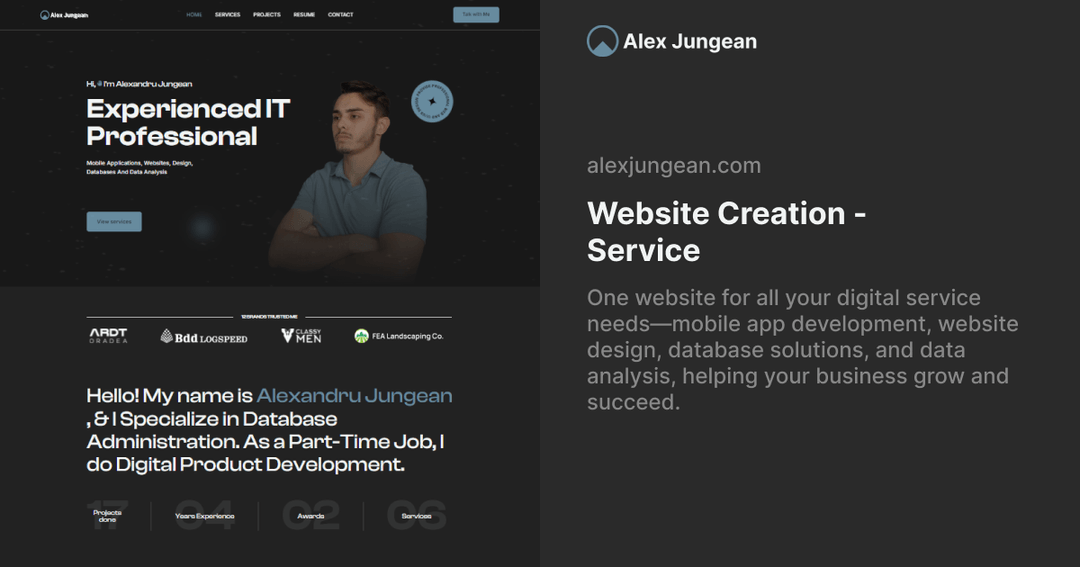 Alex Jungean
HOME SERVICES PROJECTS RESUME CONTACT
Talk with Me
Hi, I'm Alexandru Jungean
Experienced IT
Professional
Mobile Applications, Websites, Design,
Databases And Data Analysis
View services
12 BRANDS TRUSTED ME
ARDT
ORADEA
Bdd LOGSPEED
CLASSY
MEN
FEA Landscaping Co.
Hello! My name is Alexandru Jungean
, & I Specialize in Database
Administration. As a Part-Time Job, I
do Digital Product Development.
17
Projects
done
04
Years Experience
02
Awards
06
Services
Alex Jungean
alexjungean.com
Website Creation -
Service
One website for all your digital service
needs—mobile app development, website
design, database solutions, and data
analysis, helping your business grow and
succeed.